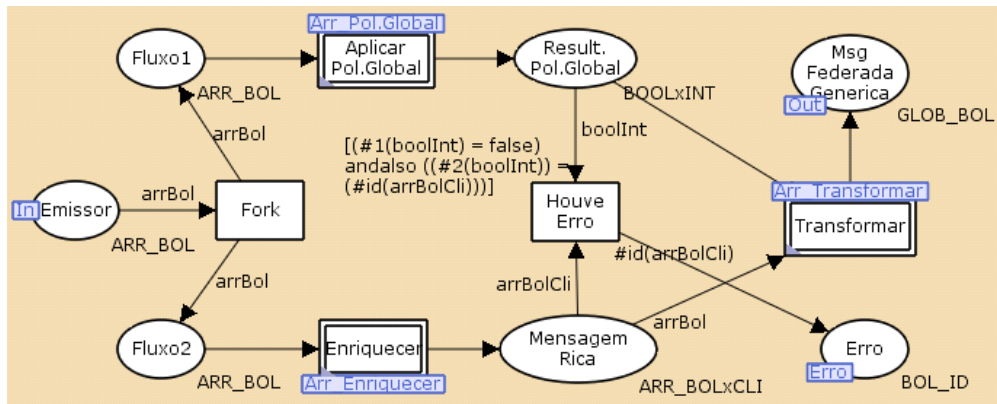 Arr_Pol.Global
Fluxo1
Aplicar
Pol.Global
Result.
Pol.Global
Msg
Federada
Generica
Out
ARR_BOL
BOOLxINT
GLOB_BOL
arrBol
boolInt
[(#1(boolInt) = false)
andalso ((#2(boolInt)) =
(#id(arrBolCli)))]
In
Emissor
arrBol
Fork
Houve
Erro
Arr_Transformar
Transformar
ARR_BOL
#id(arrBolCli)
arrBol
arrBolCli
arrBol
Fluxo2
Enriquecer
Mensagem
Rica
Erro
Erro
ARR_BOL
Arr_Enriquecer
ARR_BOLxCLI
BOL_ID